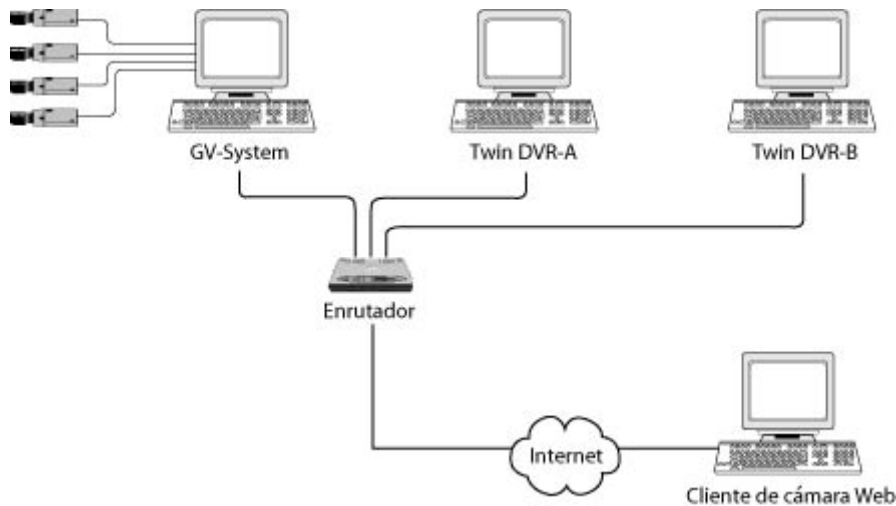 GV-System
Twin DVR-A
Twin DVR-B
Enrutador
Internet
Cliente de cámara Web